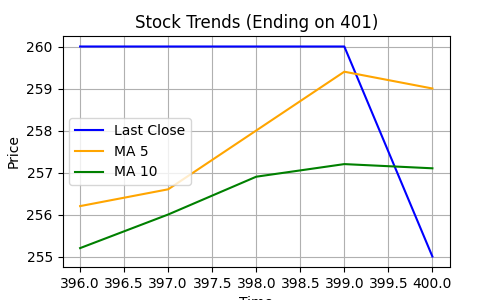 Stock Trends (Ending on 401)
260
259
258
257
256
255
Price
Last Close
MA 5
MA 10
396.0 396.5 397.0 397.5 398.0 398.5 399.0 399.5 400.0
Time